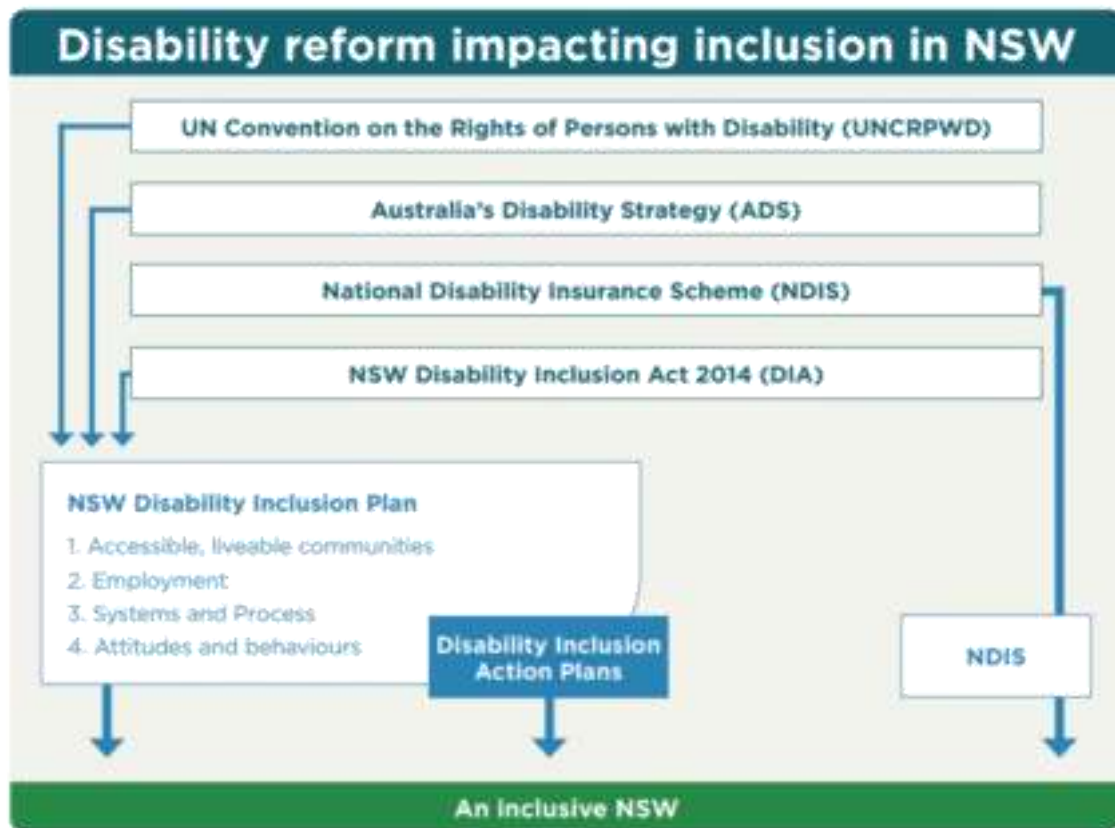 Disability reform impacting inclusion in NSW
UN Convention on the Rights of Persons with Disability (UNCRPWD)
Australia's Disability Strategy (ADS)
National Disability Insurance Scheme (NDIS)
NSW Disability Inclusion Act 2014 (DIA)
NSW Disability Inclusion Plan
1. Accessible, liveable communities
2. Employment
3. Systems and Process
4. Attitudes and behaviours
Disability Inclusion
Action Plans
NDIS
An inclusive NSW